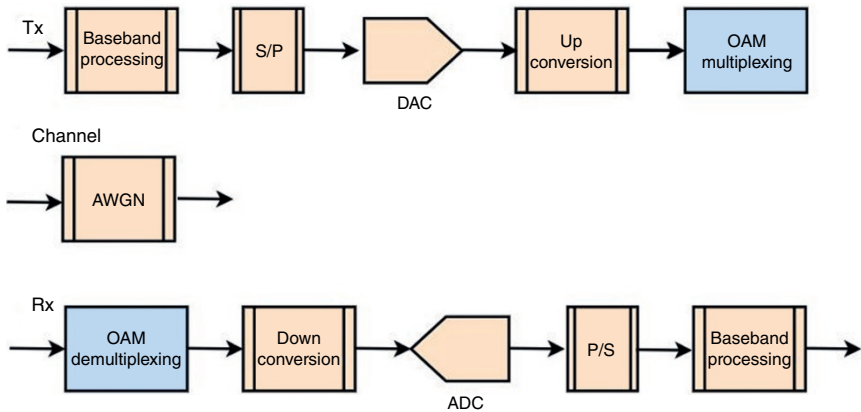 Tx
Baseband
processing
S/P
DAC
Up
conversion
OAM
multiplexing
Channel
AWGN
Rx
OAM
demultiplexing
Down
conversion
ADC
P/S
Baseband
processing